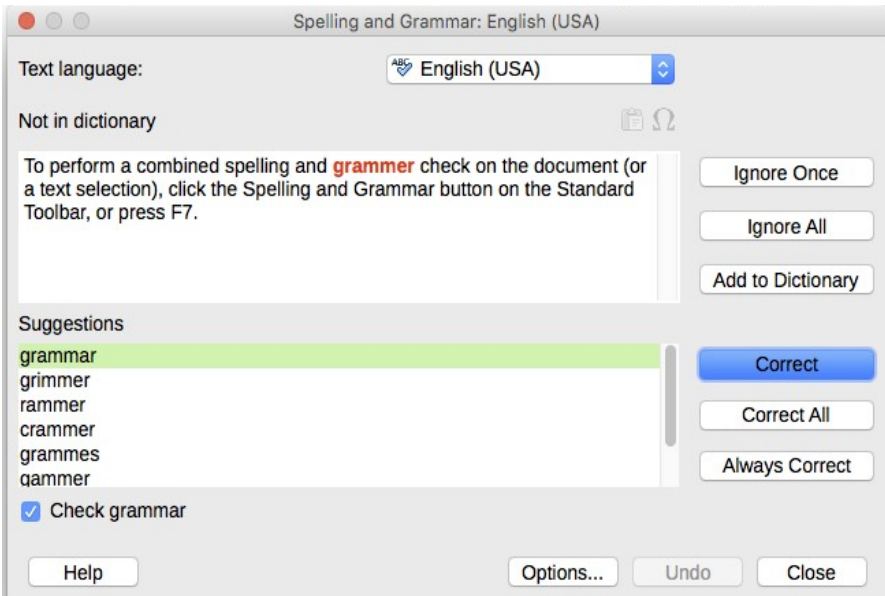 Spelling and Grammar: English (USA)
Text language:
ABC English (USA)
Not in dictionary
Ω
To perform a combined spelling and grammer check on the document (or
a text selection), click the Spelling and Grammar button on the Standard
Toolbar, or press F7.
Ignore Once
Ignore All
Add to Dictionary
Suggestions
grammar
grimmer
rammer
crammer
grammes
gammer
Correct
Correct All
Always Correct
Check grammar
Help
Options...
Undo
Close